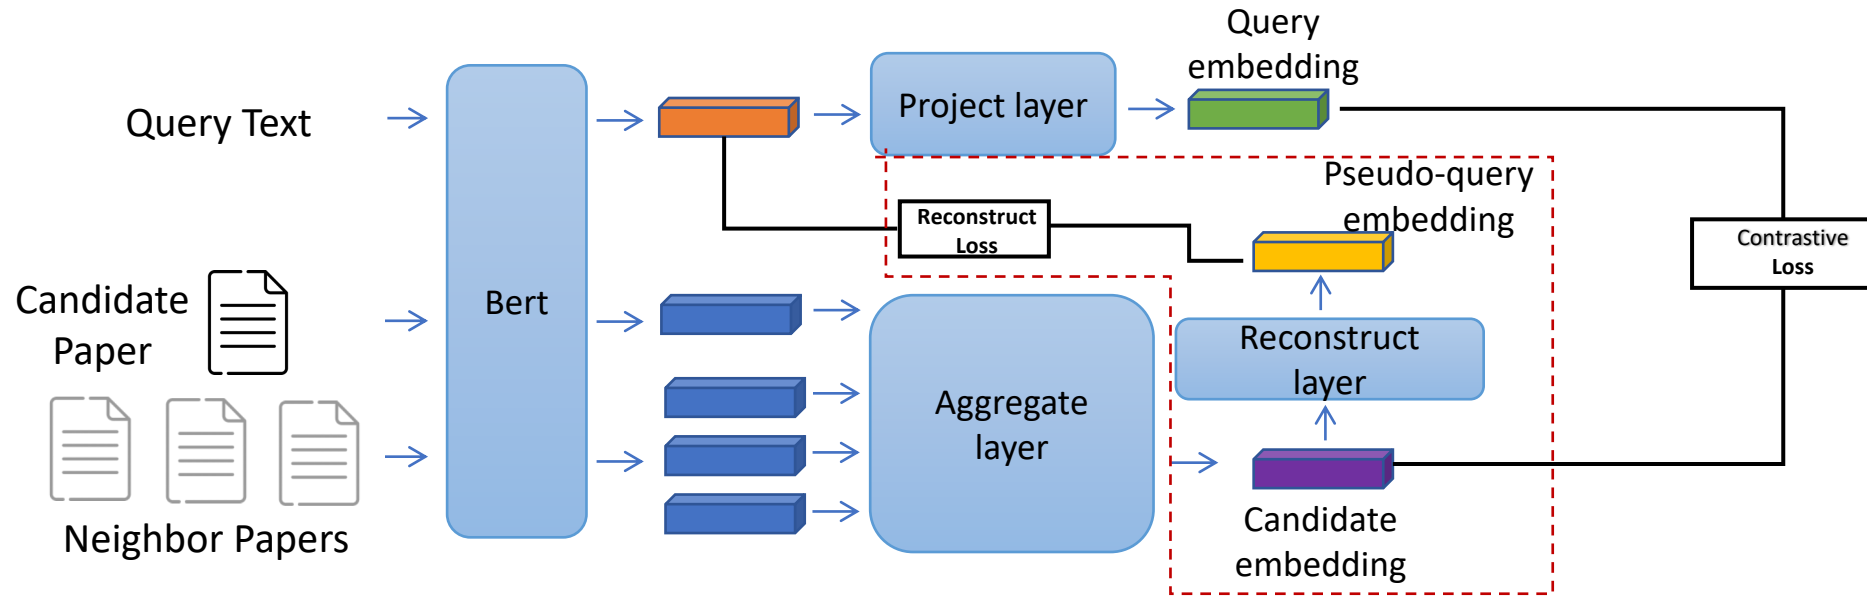 Query Text
Candidate
Paper
Neighbor Papers
Bert
Project layer
Query
embedding
Reconstruct
Loss
Pseudo-query
embedding
Contrastive
Loss
Aggregate
layer
Reconstruct
layer
Candidate
embedding